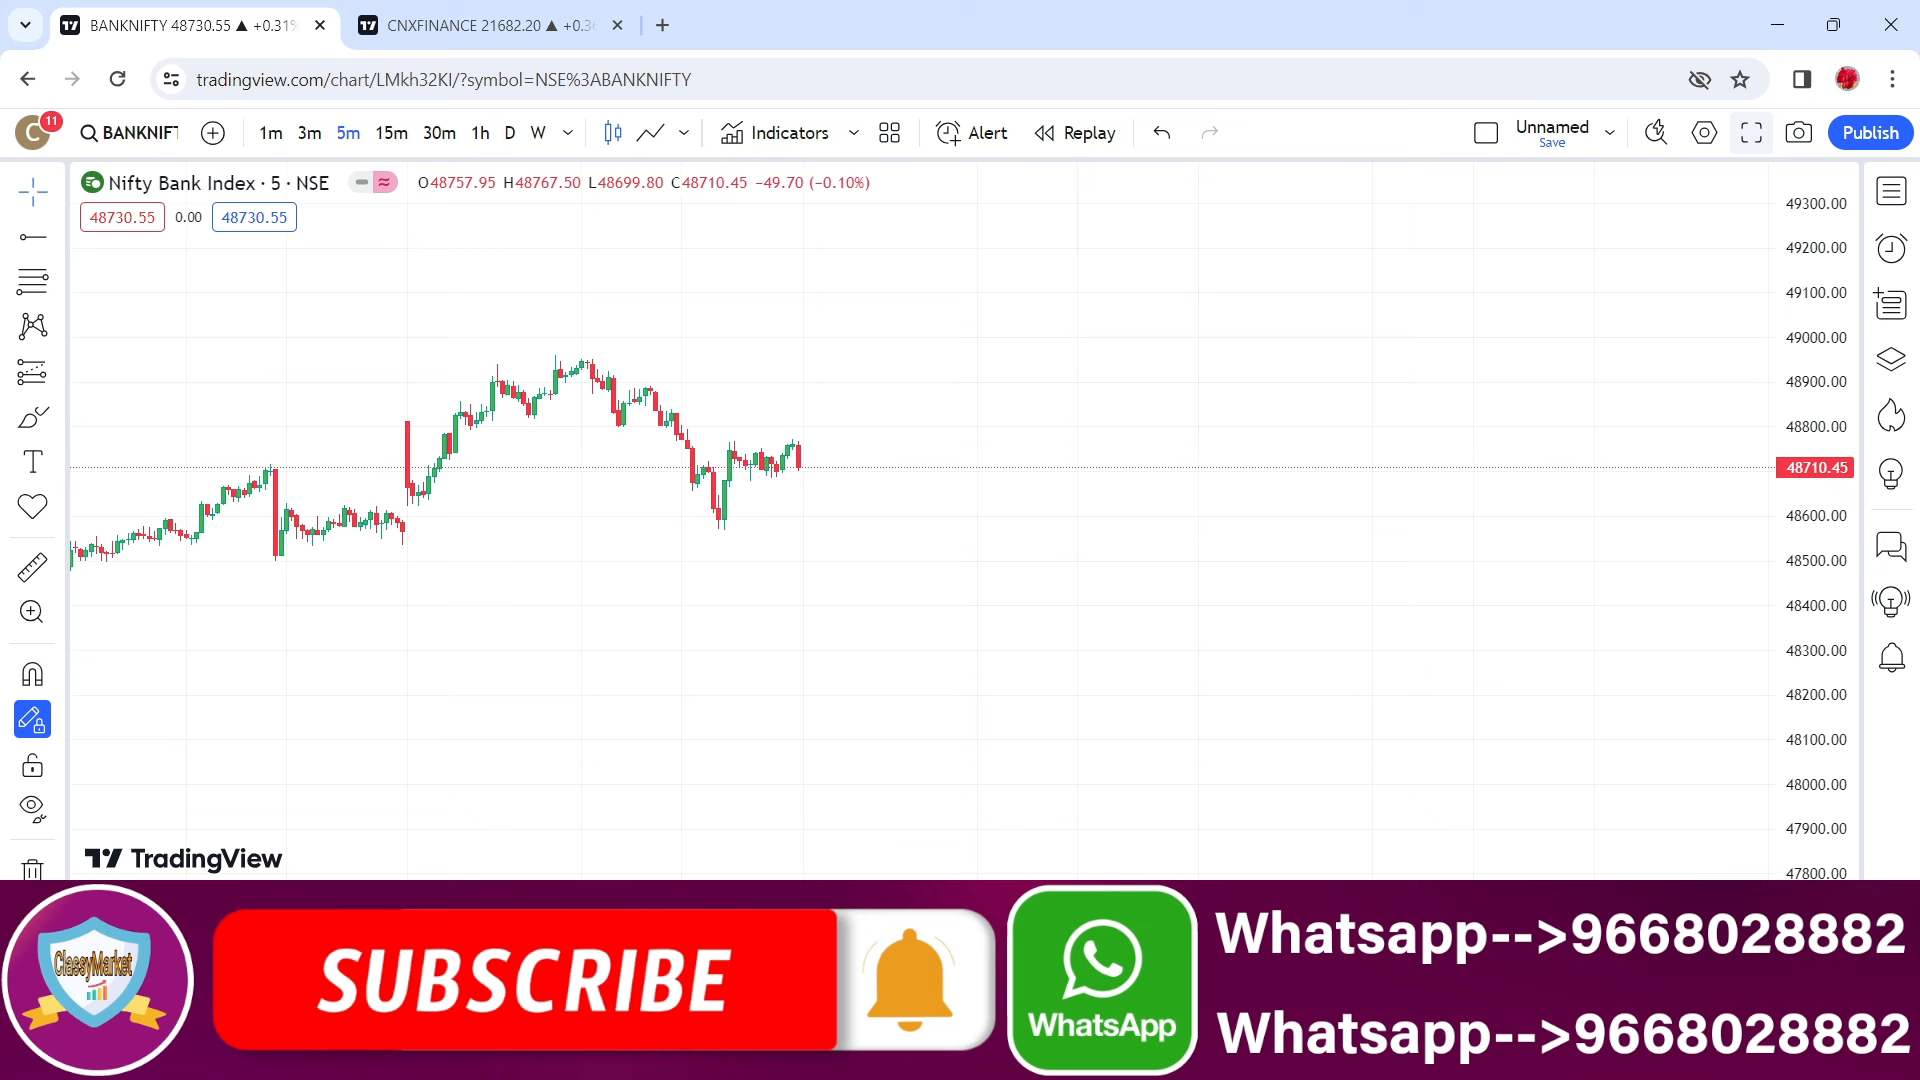 BANKNIFTY 48730.55 ▲ +0.31%
CNXFINANCE 21682.20 ▲ +0.3
tradingview.com/chart/LMkh32KI/?symbol=NSE%3ABANKNIFTY
C 11 BANKNIFT 1m 3m 5m 15m 30m 1h D W Indicators Alert Replay Unnamed Publish
Save
Nifty Bank Index · 5 · NSE O48757.95 H48767.50 L48699.80 C48710.45 −49.70 (−0.10%)
48730.55 0.00 48730.55
49300.00
49200.00
49100.00
49000.00
48900.00
48800.00
48710.45
48600.00
48500.00
48400.00
48300.00
48200.00
48100.00
48000.00
47900.00
47800.00
TradingView
ClassyMarket
SUBSCRIBE
WhatsApp
Whatsapp-->9668028882
Whatsapp-->9668028882